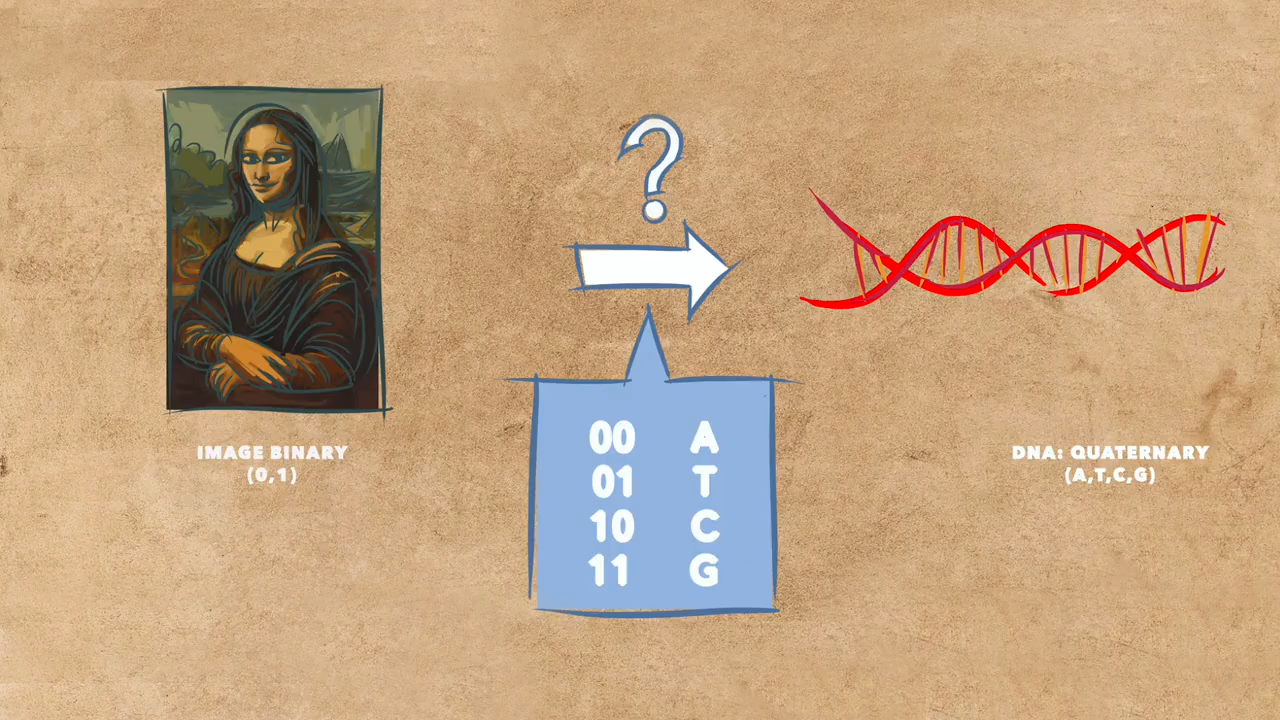 ?
00 A
01 T
10 C
11 G
IMAGE BINARY
(0,1)
DNA: QUATERNARY
(A,T,C,G)